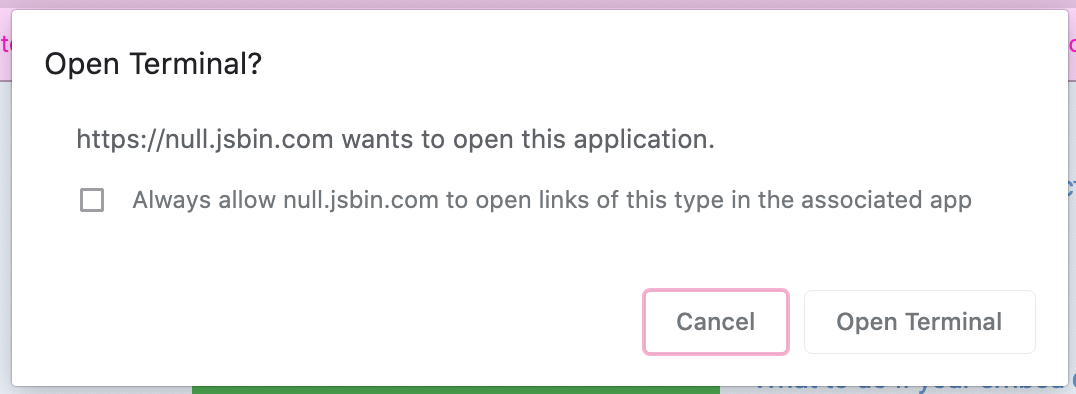 Open Terminal?
https://null.jsbin.com wants to open this application.
Always allow null.jsbin.com to open links of this type in the associated app
Cancel
Open Terminal